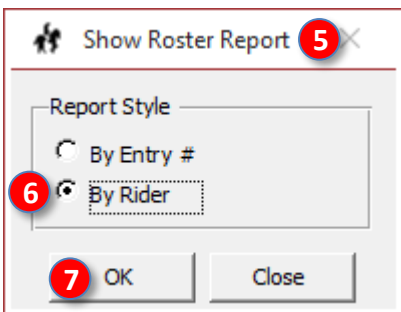 Show Roster Report 5
Report Style
By Entry #
6 By Rider
7 OK Close